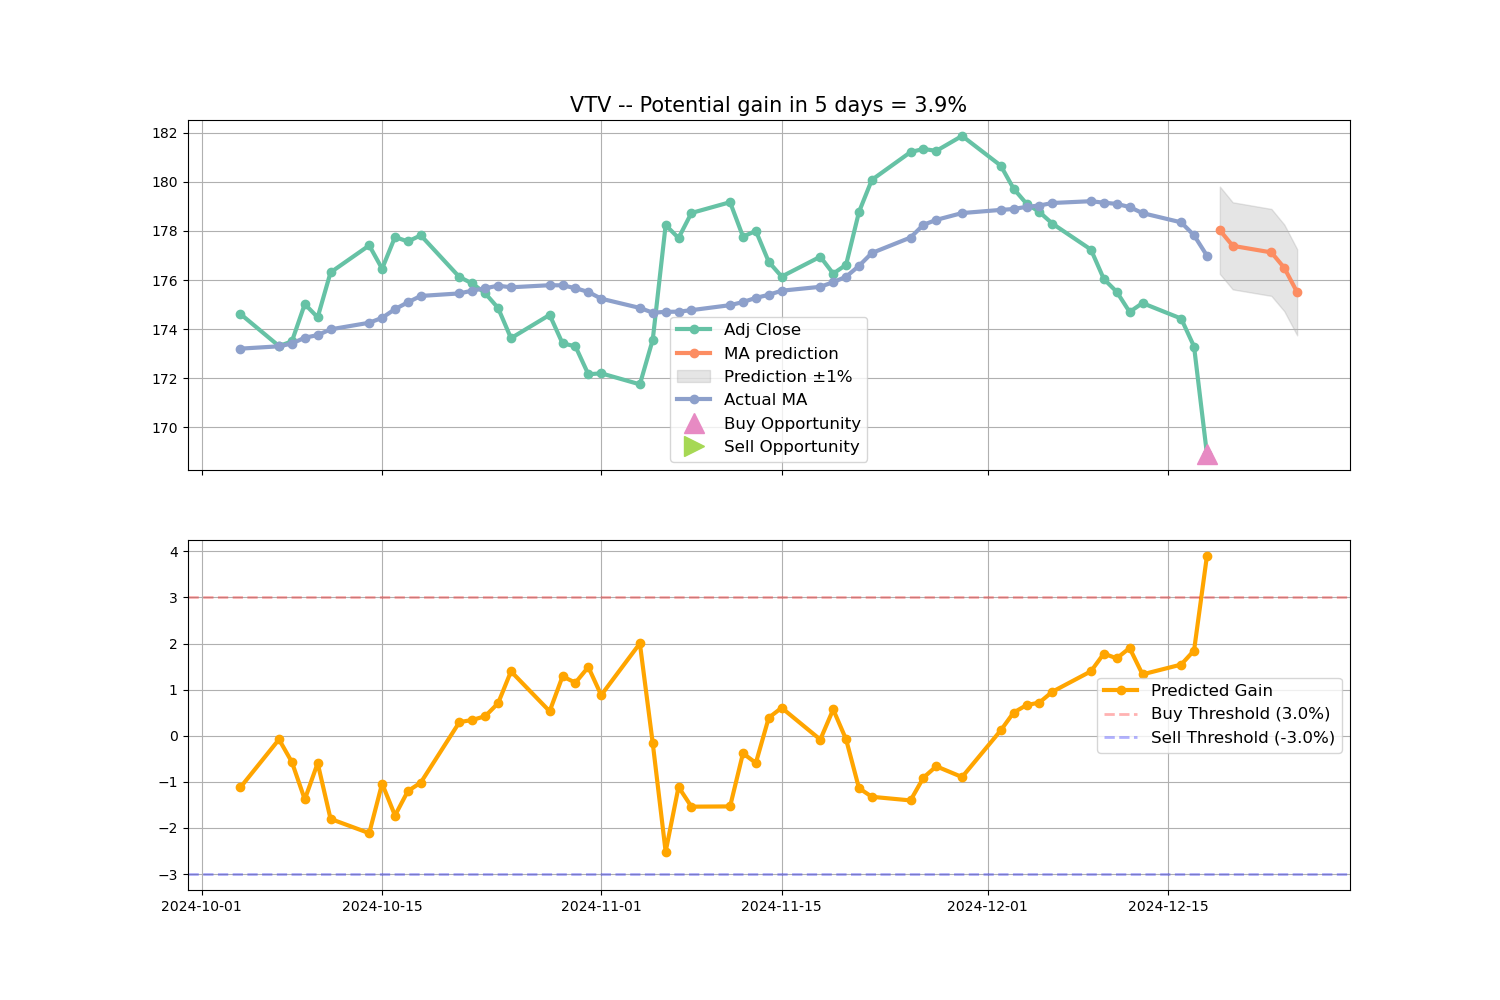 VTV -- Potential gain in 5 days = 3.9%
182
180
178
176
174
172
170
Adj Close
MA prediction
Prediction ±1%
Actual MA
Buy Opportunity
Sell Opportunity
4
3
2
1
0
−1
−2
−3
Predicted Gain
Buy Threshold (3.0%)
Sell Threshold (-3.0%)
2024-10-01 2024-10-15 2024-11-01 2024-11-15 2024-12-01 2024-12-15